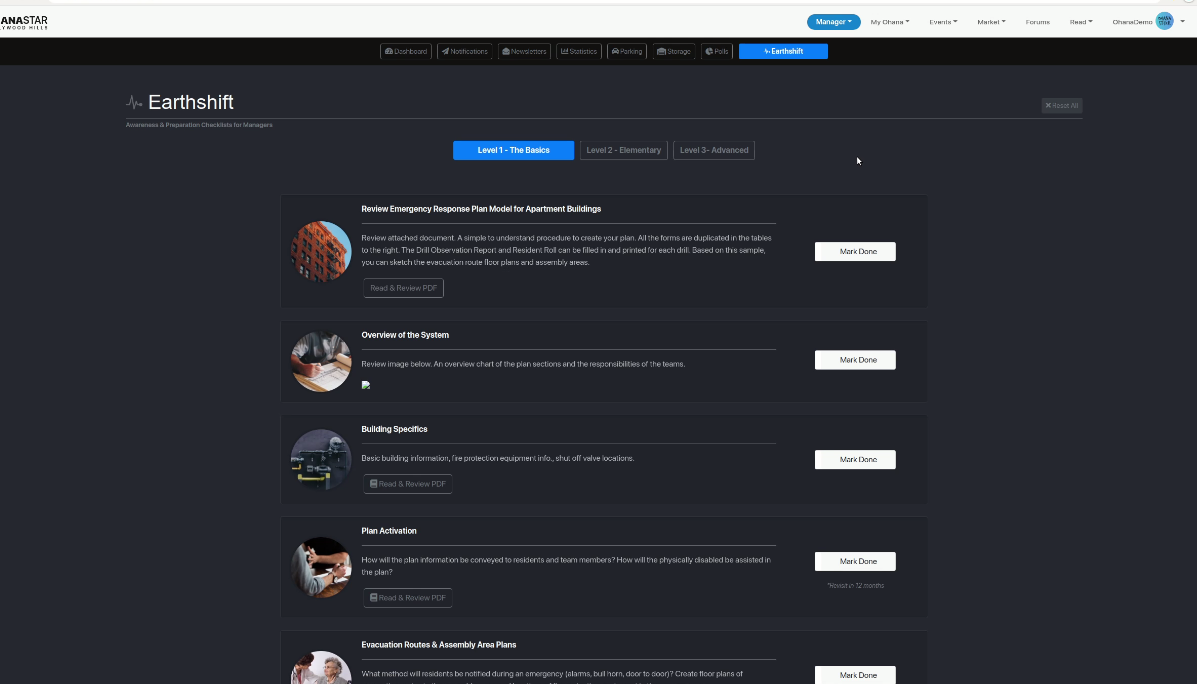 ANASTAR
LYWOOD HILLS
Manager
My Ohana
Events
Market
Forums
Read
OhanaDemo
Dashboard
Notifications
Newsletters
Statistics
Parking
Storage
Polls
Earthshift
Earthshift
Reset All
Awareness & Preparation Checklists for Managers
Level 1 - The Basics
Level 2 - Elementary
Level 3- Advanced
Review Emergency Response Plan Model for Apartment Buildings
Review attached document. A simple to understand procedure to create your plan. All the forms are duplicated in the tables
to the right. The Drill Observation Report and Resident Roll can be filled in and printed for each drill. Based on this sample,
you can sketch the evacuation route floor plans and assembly areas.
Mark Done
Read & Review PDF
Overview of the System
Review image below. An overview chart of the plan sections and the responsibilities of the teams.
Mark Done
Building Specifics
Basic building information, fire protection equipment info., shut off valve locations.
Mark Done
Read & Review PDF
Plan Activation
How will the plan information be conveyed to residents and team members? How will the physically disabled be assisted in
the plan?
Mark Done
*Revisit in 12 months
Read & Review PDF
Evacuation Routes & Assembly Area Plans
What method will residents be notified during an emergency (alarms, bull horn, door to door)? Create floor plans of
Mark Done